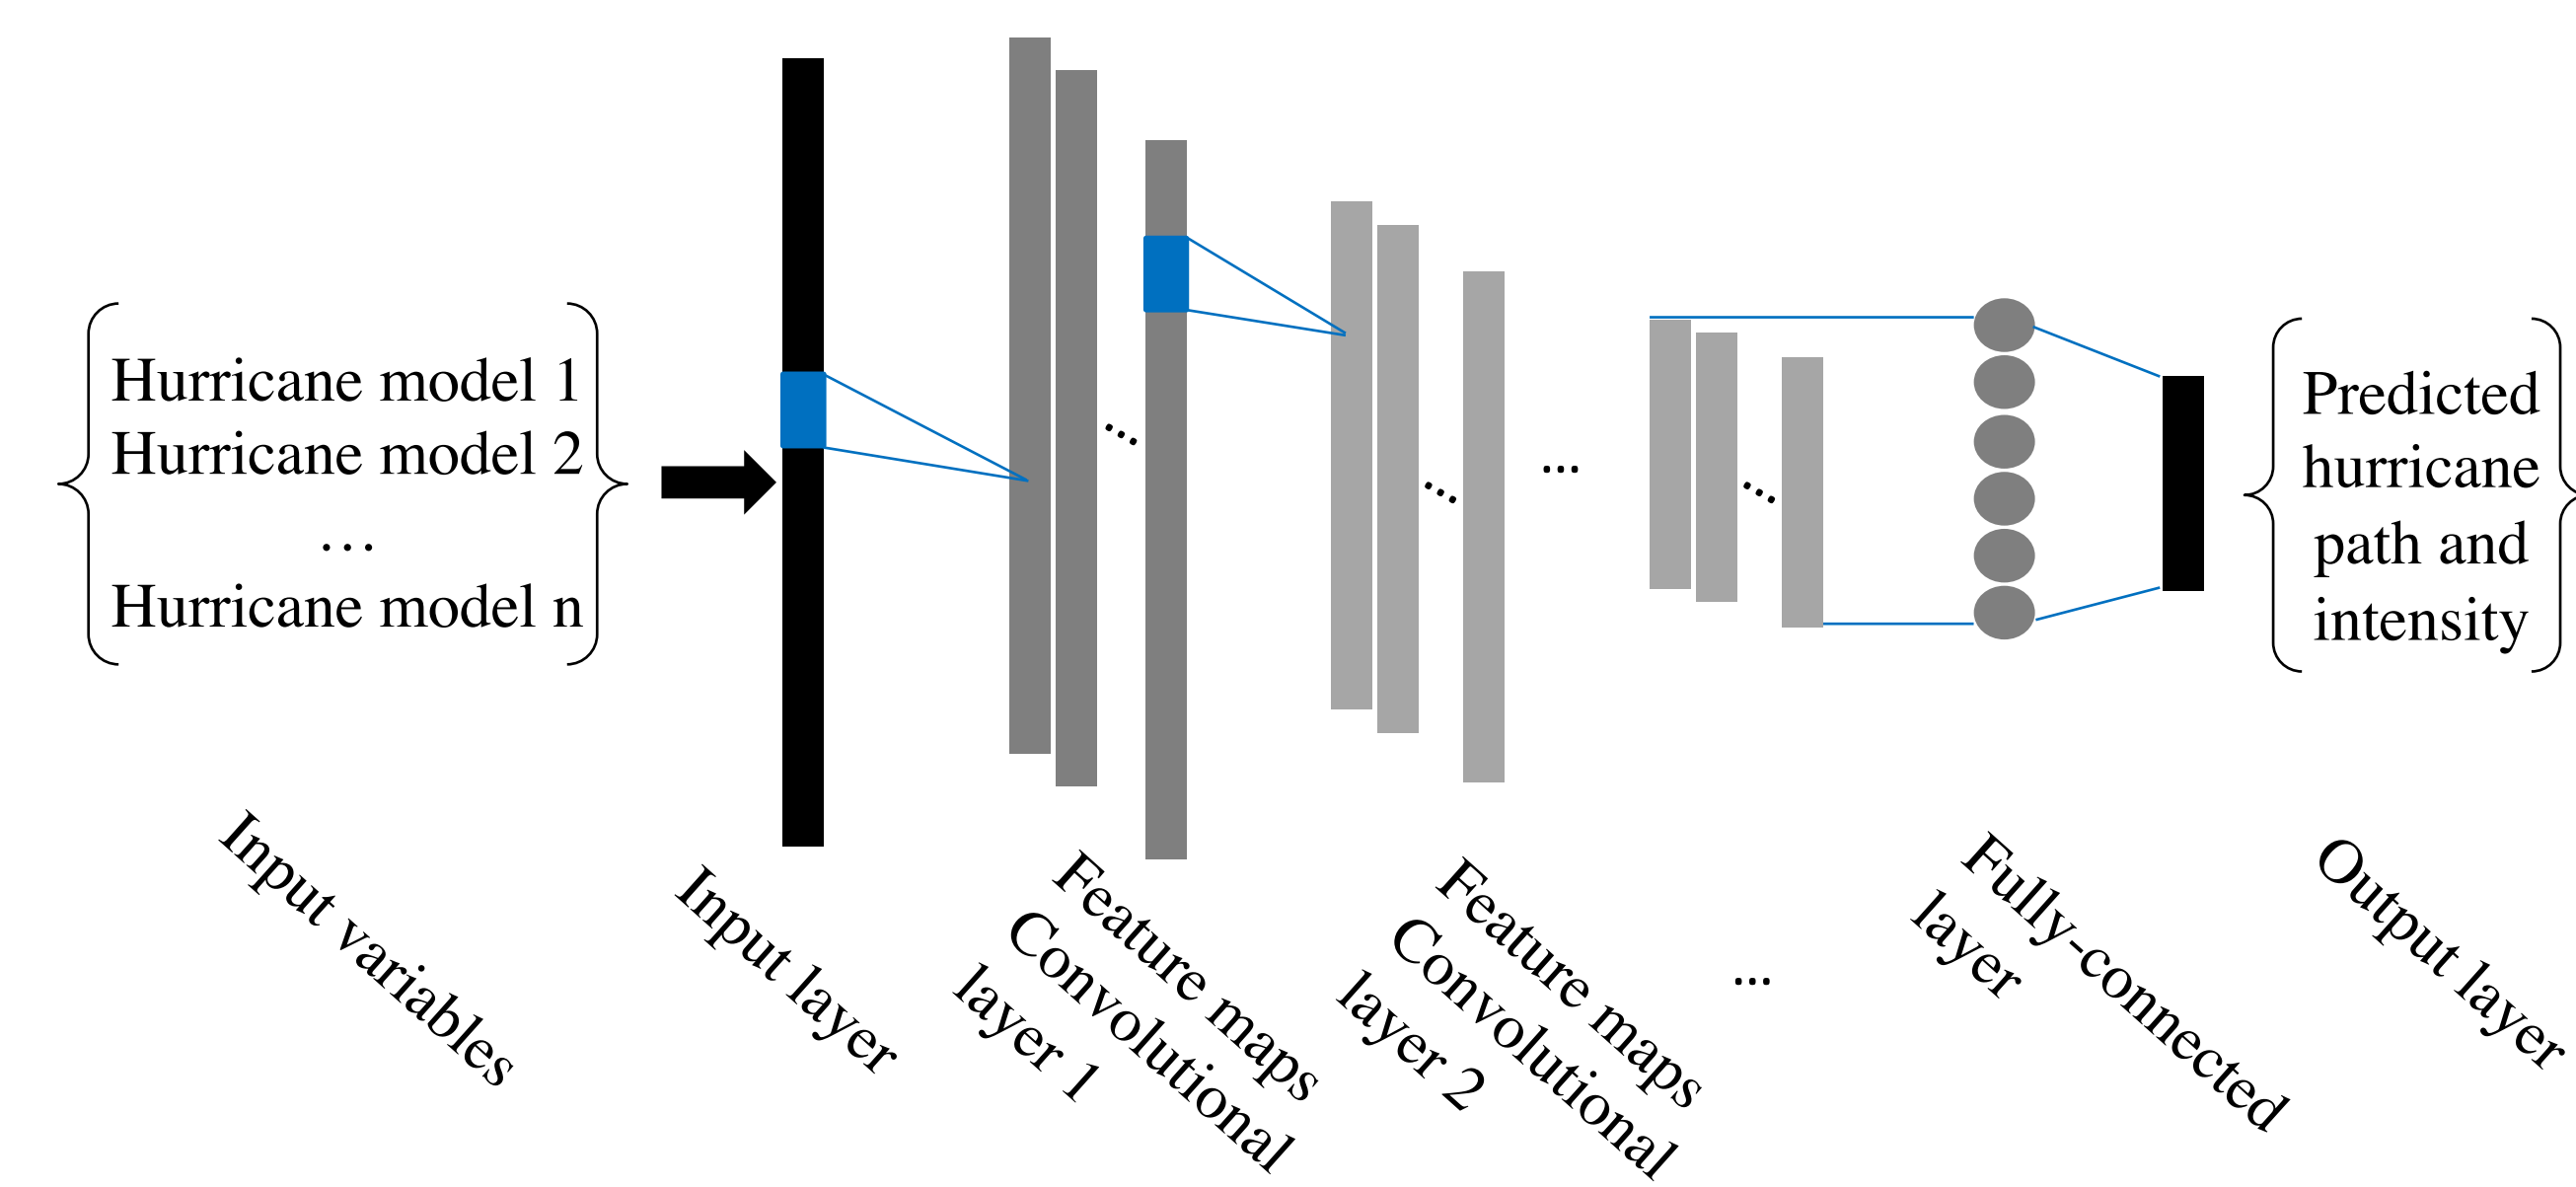 Hurricane model 1
Hurricane model 2
…
Hurricane model n
...
...
...
...
Predicted
hurricane
path and
intensity
Input variables
Input layer
Feature maps
Convolutional
layer 1
Feature maps
Convolutional
layer 2
...
Fully-connected
layer
Output layer